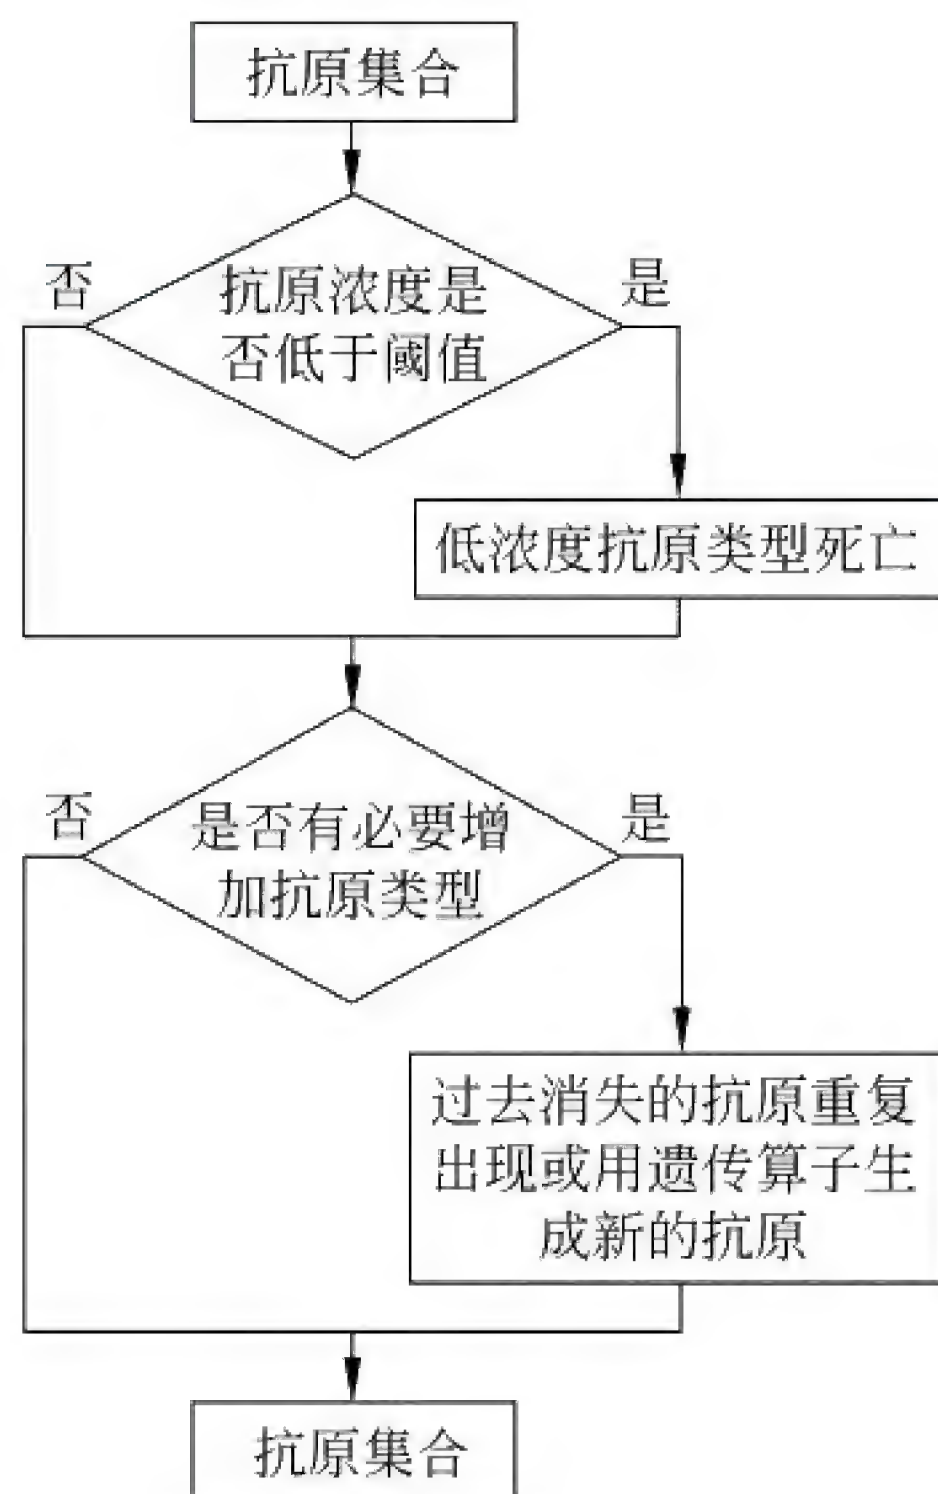 抗原集合
否
是
抗原浓度是
否低于阈值
低浓度抗原类型死亡
否
是
是否有必要增
加抗原类型
过去消失的抗原重复
出现或用遗传算子生
成新的抗原
抗原集合